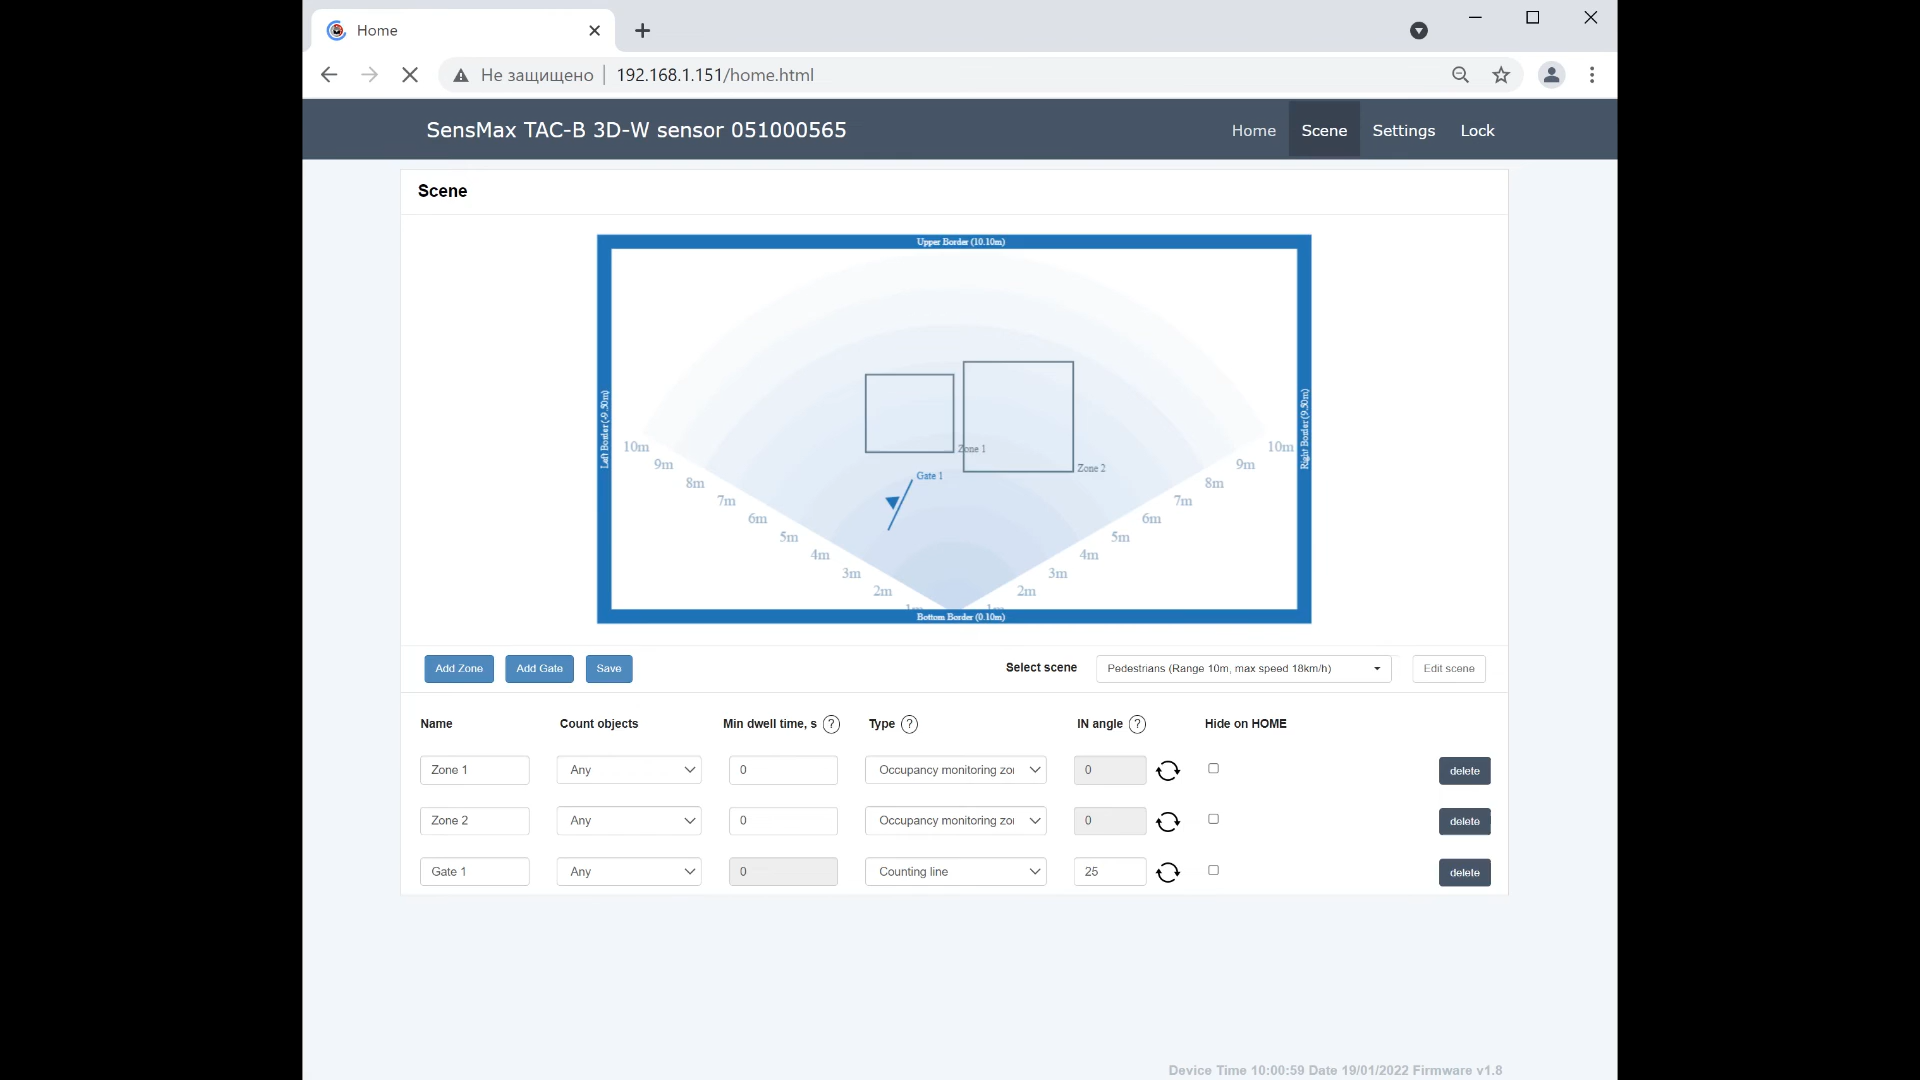 Home
Не защищено 192.168.1.151/home.html
SensMax TAC-B 3D-W sensor 051000565 Home Scene Settings Lock
Scene
Upper Border (10.10m)
Left Border (-9.50m)
Right Border (9.50m)
Zone 1
Zone 2
Gate 1
10m 10m
9m 9m
8m 8m
7m 7m
6m 6m
5m 5m
4m 4m
3m 3m
2m 2m
1m 1m
Bottom Border (0.10m)
Add Zone Add Gate Save Select scene Pedestrians (Range 10m, max speed 18km/h) Edit scene
Name Count objects Min dwell time, s ? Type ? IN angle ? Hide on HOME
Zone 1 Any 0 Occupancy monitoring zo 0 delete
Zone 2 Any 0 Occupancy monitoring zo 0 delete
Gate 1 Any 0 Counting line 25 delete
Device Time 10:00:59 Date 19/01/2022 Firmware v1.8